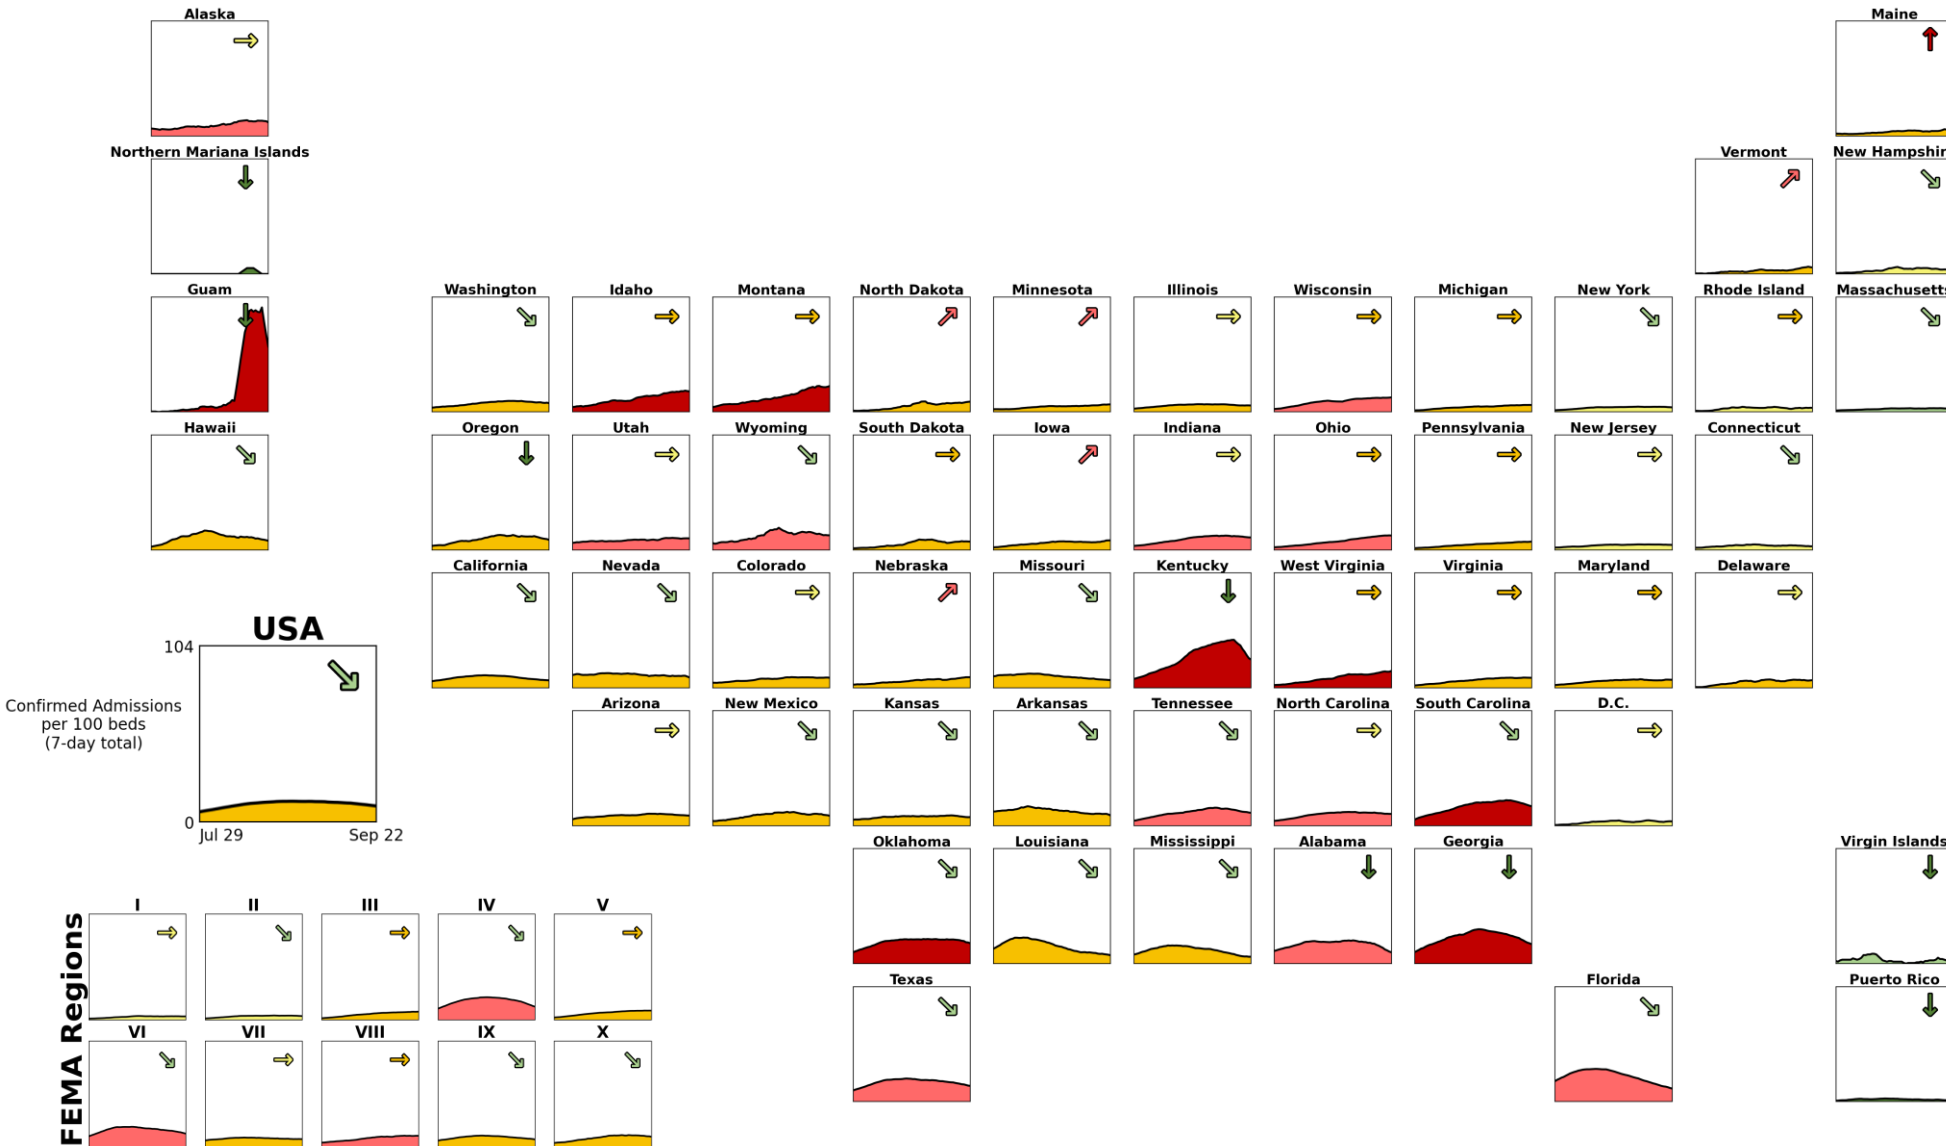 Alaska
Maine
Northern Mariana Islands
Vermont
New Hampshir
Guam
Washington
Idaho
Montana
North Dakota
Minnesota
Illinois
Wisconsin
Michigan
New York
Rhode Island
Massachusetts
Hawaii
Oregon
Utah
Wyoming
South Dakota
Iowa
Indiana
Ohio
Pennsylvania
New Jersey
Connecticut
California
Nevada
Colorado
Nebraska
Missouri
Kentucky
West Virginia
Virginia
Maryland
Delaware
USA
104
Confirmed Admissions
per 100 beds
(7-day total)
0
Jul 29
Sep 22
Arizona
New Mexico
Kansas
Arkansas
Tennessee
North Carolina
South Carolina
D.C.
Oklahoma
Louisiana
Mississippi
Alabama
Georgia
Virgin Islands
Texas
Florida
Puerto Rico
FEMA Regions
I
II
III
IV
V
VI
VII
VIII
IX
X